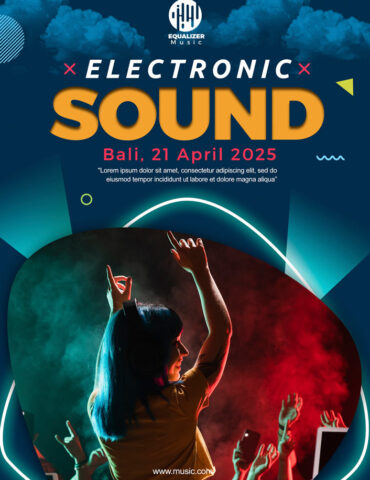 EQUALIZER
Music
ELECTRONIC
SOUND
Bali, 21 April 2025
"Lorem ipsum dolor sit amet, consectetur adipiscing elit, sed do
eiusmod tempor incididunt ut labore et dolore magna aliqua"
www.music.com